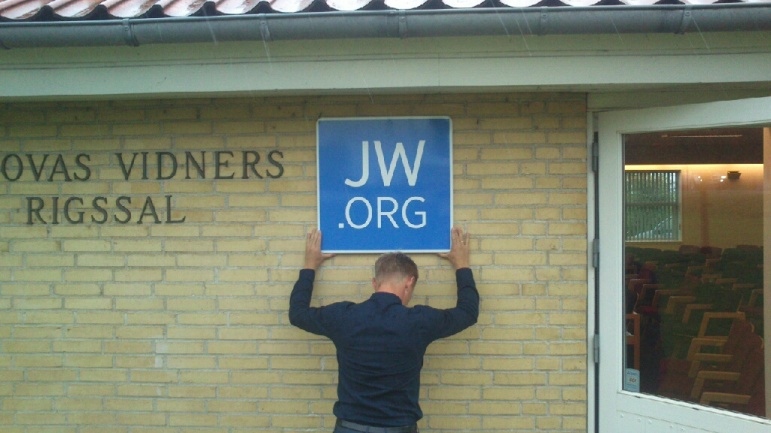 OVAS VIDNERS
RIGSSAL
JW
.ORG